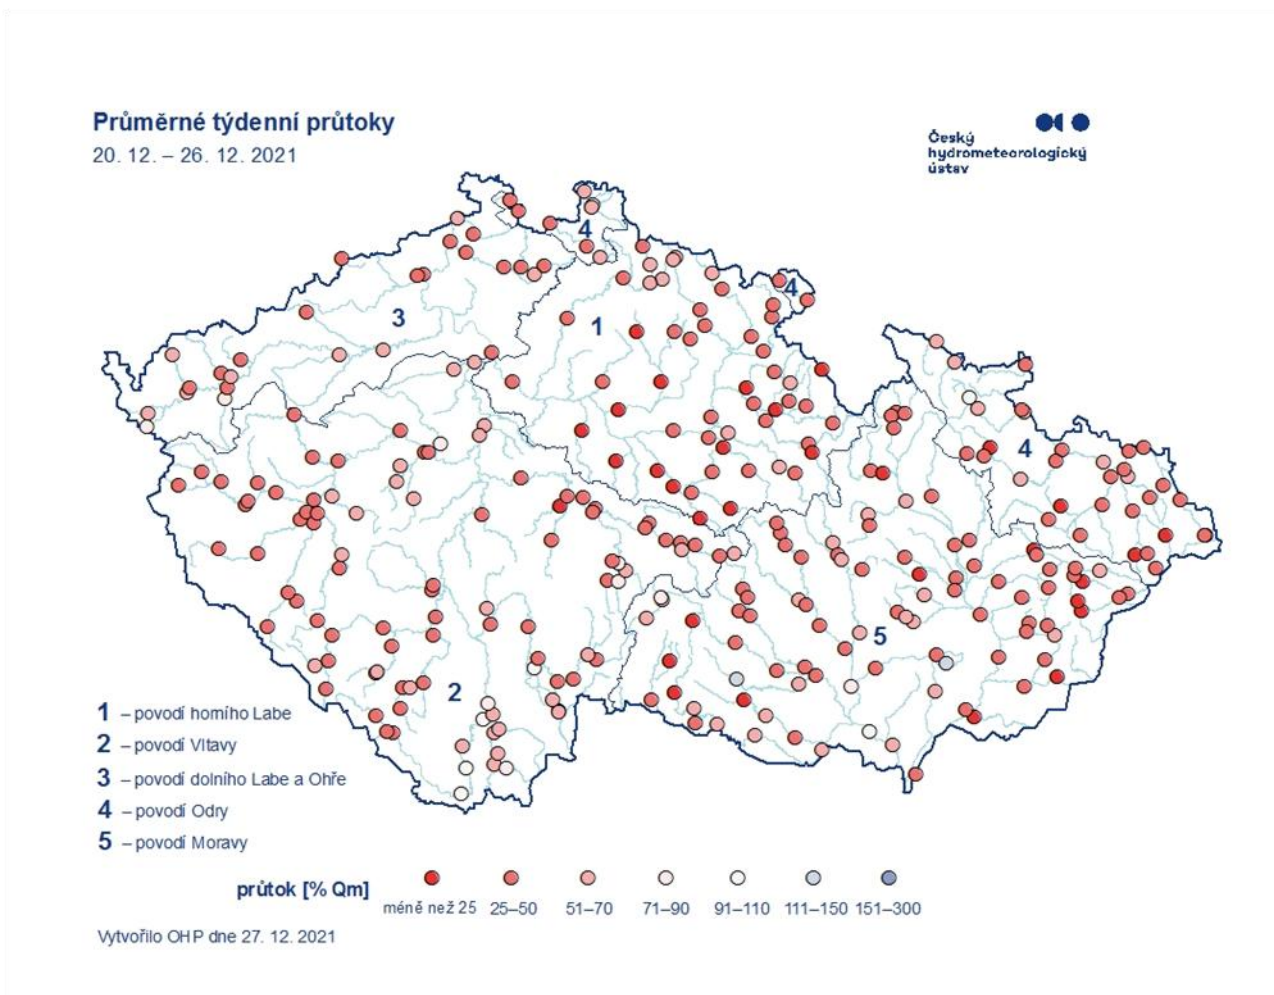 Průměrné týdenní průtoky
20. 12. – 26. 12. 2021
Český
hydrometeorologický
ústav
4
4
3
1
4
5
2
1 – povodí horního Labe
2 – povodí Vltavy
3 – povodí dolního Labe a Ohře
4 – povodí Odry
5 – povodí Moravy
průtok [% Qm]
méně než 25 25–50 51–70 71–90 91–110 111–150 151–300
Vytvořilo OHP dne 27. 12. 2021